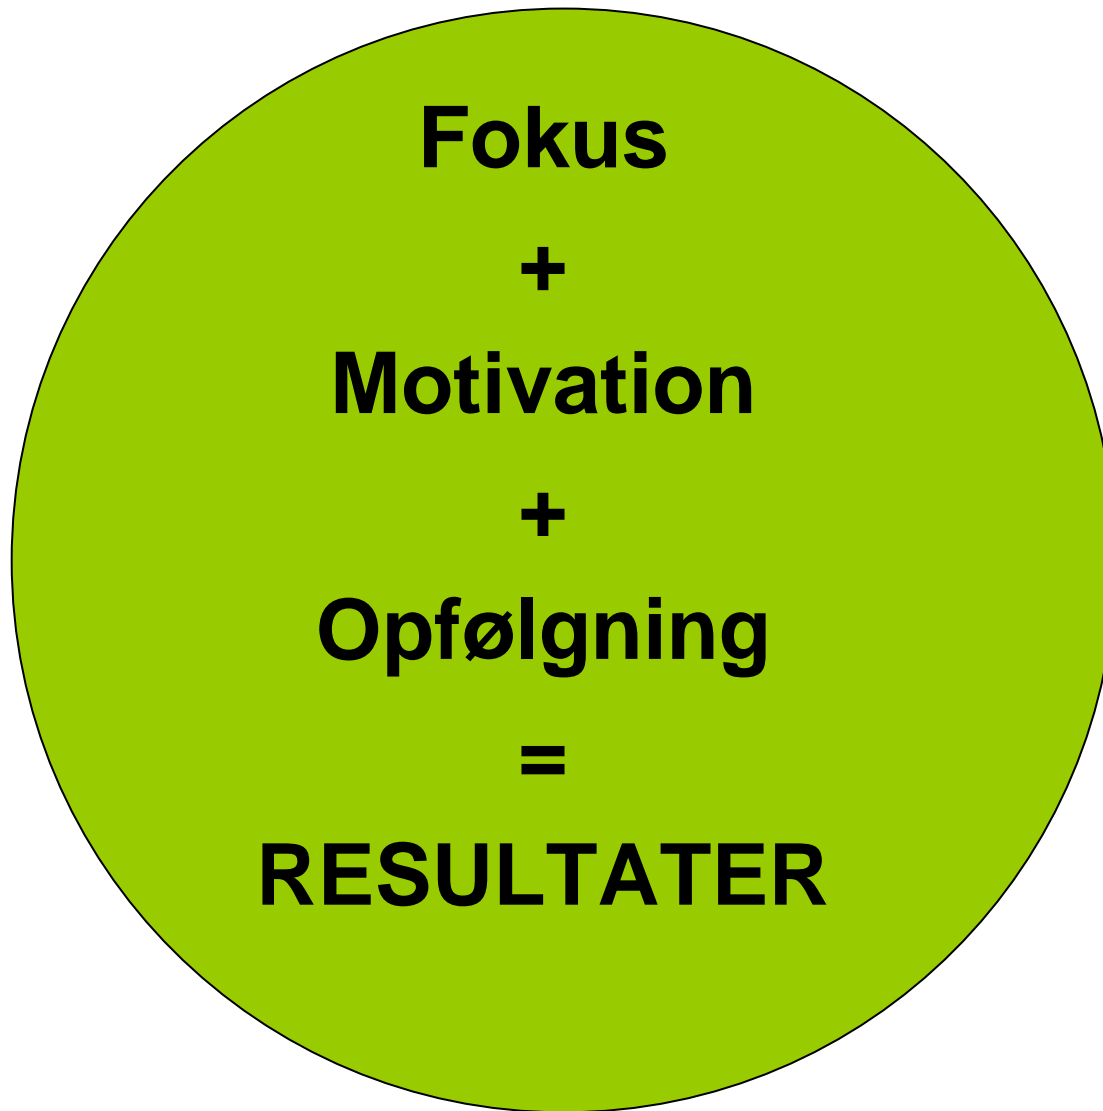 Fokus
+
Motivation
+
Opfølgning
=
RESULTATER